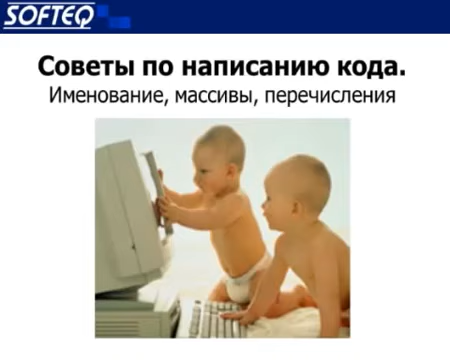 SOFTEQ
Советы по написанию кода.
Именование, массивы, перечисления